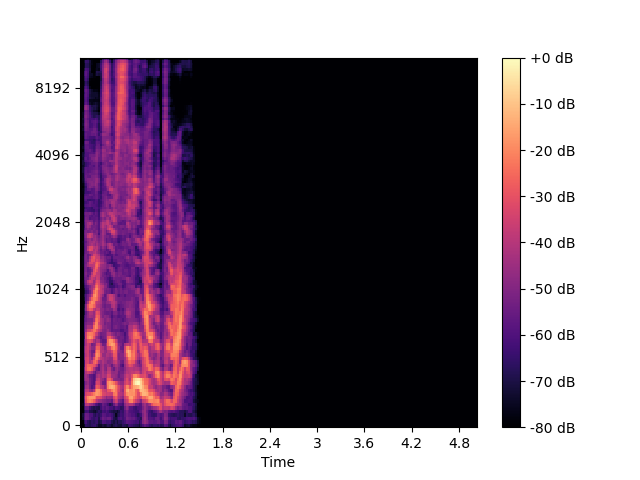 8192
4096
2048
1024
512
0
Hz
0 0.6 1.2 1.8 2.4 3 3.6 4.2 4.8
Time
+0 dB
-10 dB
-20 dB
-30 dB
-40 dB
-50 dB
-60 dB
-70 dB
-80 dB